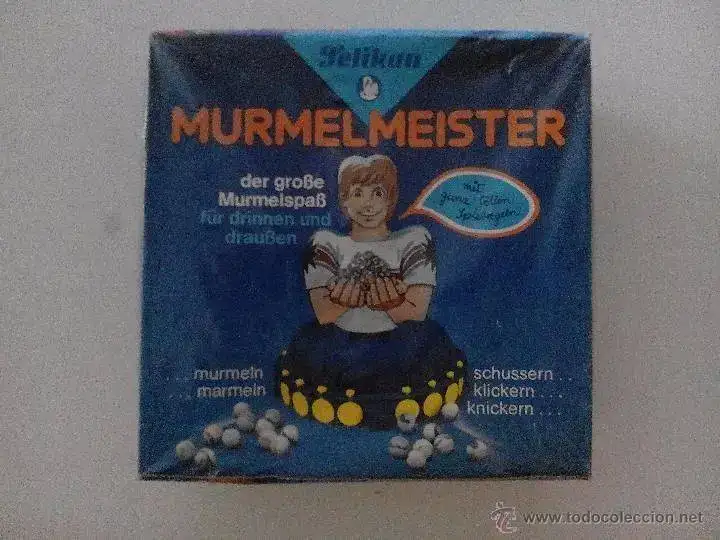 Pelikan
MURMELMEISTER
der große
Murmelspaß
für drinnen und
draußen
mit
ganz tollen
Spielregeln
...murmeln
...marmeln
schussern...
klickern...
knickern...
todocoleccion
www.todocoleccion.net